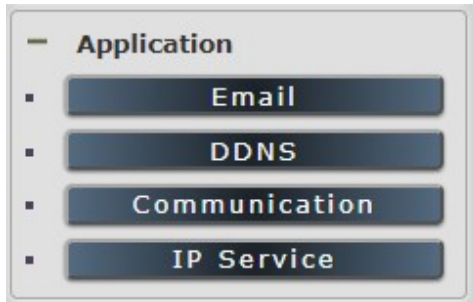 Application
Email
DDNS
Communication
IP Service